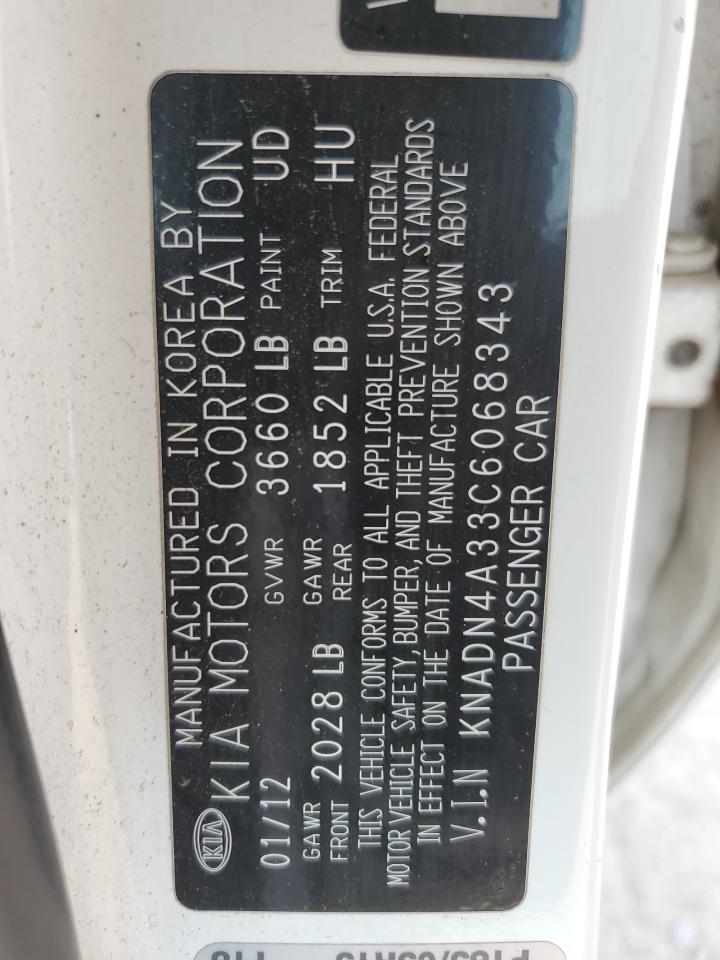 KIA
MANUFACTURED IN KOREA BY
KIA MOTORS CORPORATION
01/12 GVWR 3660 LB PAINT UD
GAWR FRONT 2028 LB GAWR REAR 1852 LB TRIM HU
THIS VEHICLE CONFORMS TO ALL APPLICABLE U.S.A. FEDERAL
MOTOR VEHICLE SAFETY, BUMPER, AND THEFT PREVENTION STANDARDS
IN EFFECT ON THE DATE OF MANUFACTURE SHOWN ABOVE
V.I.N KNADN4A33C6068343
PASSENGER CAR